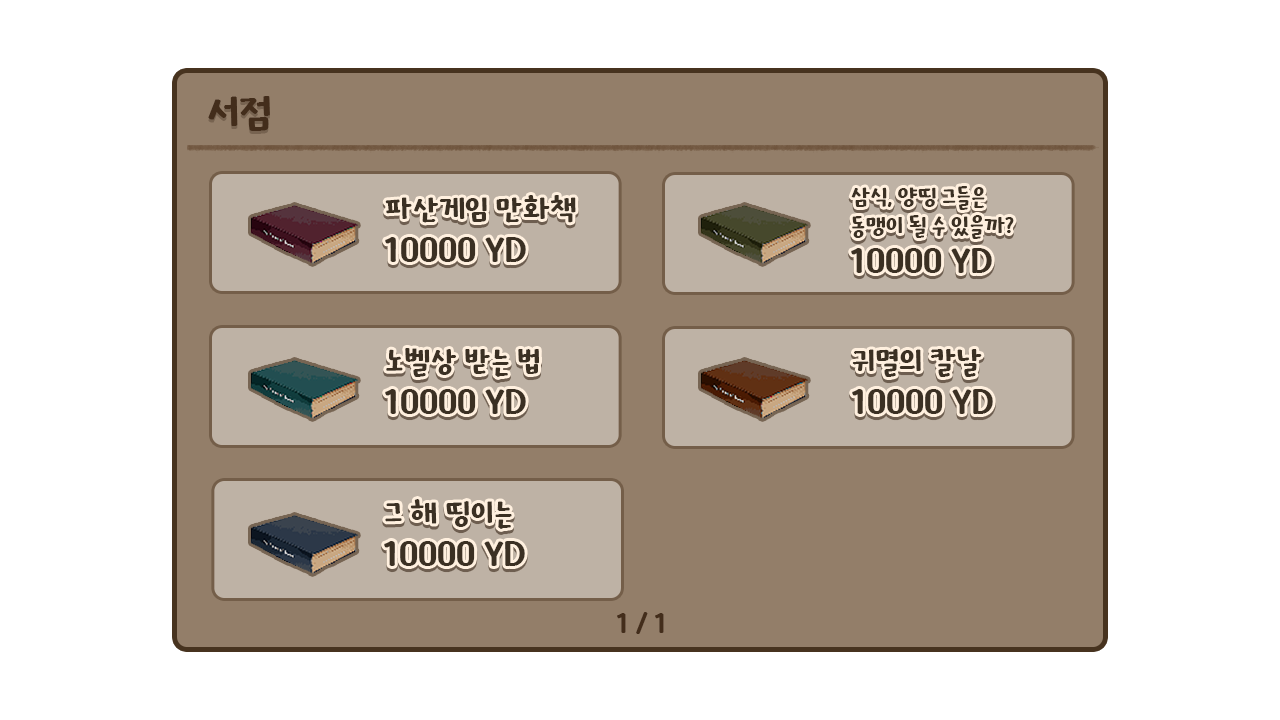 서점
파산게임 만화책
10000 YD
삼식, 양띵 그들은
동맹이 될 수 있을까?
10000 YD
노벨상 받는 법
10000 YD
귀멸의 칼날
10000 YD
그 해 띵이는
10000 YD
1 / 1